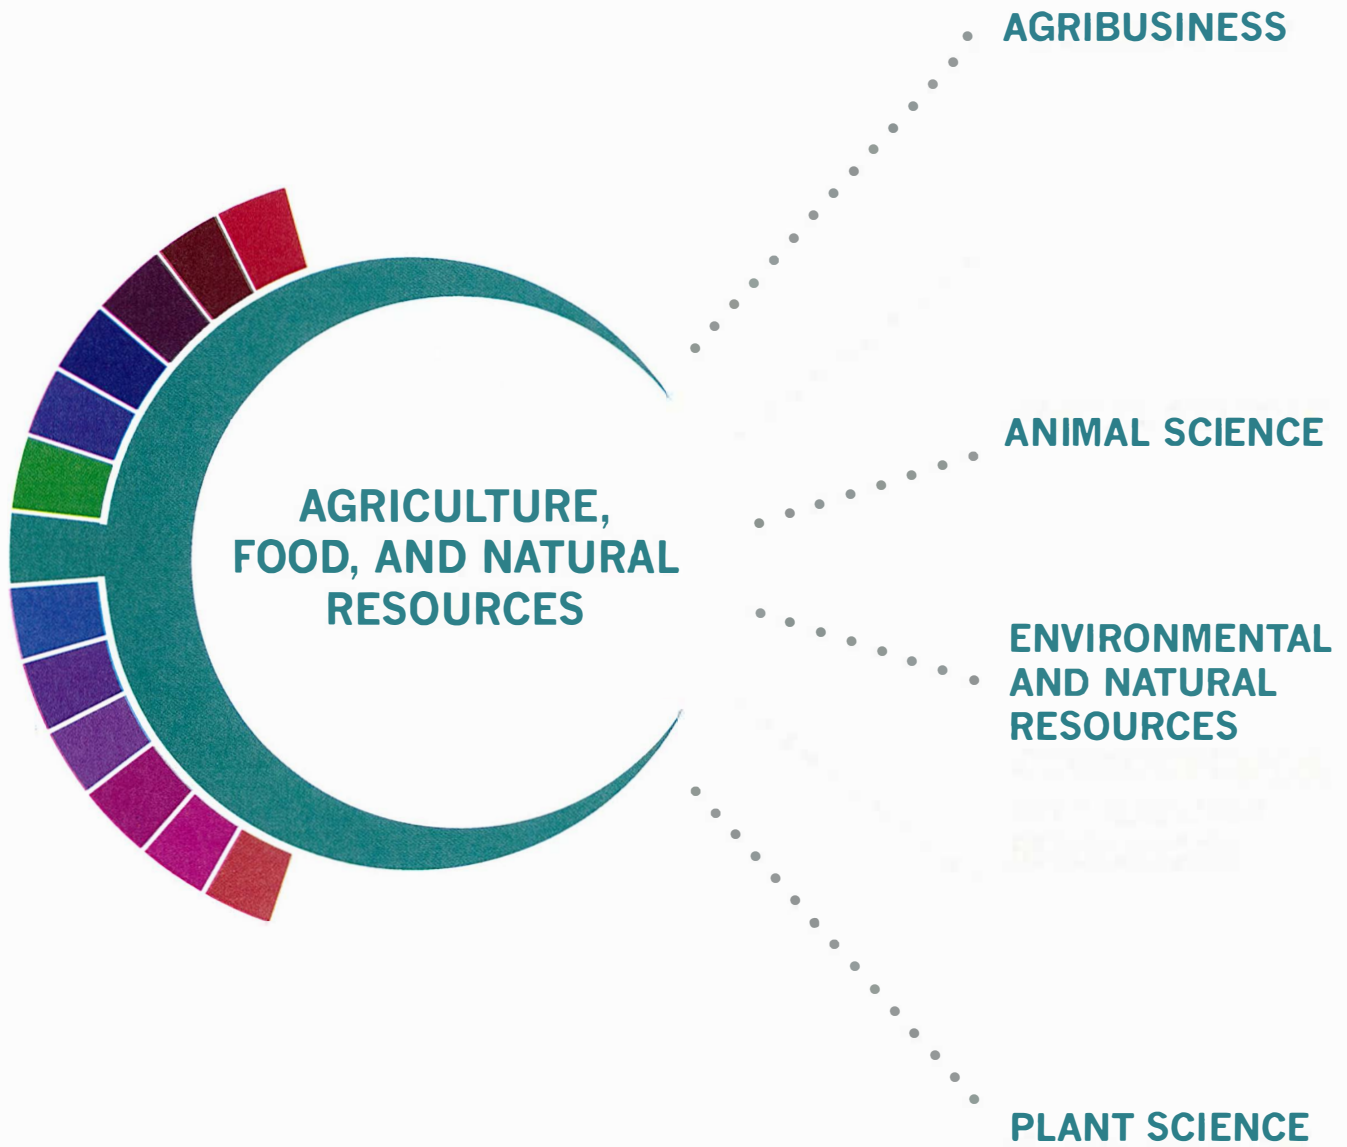 AGRIBUSINESS
ANIMAL SCIENCE
AGRICULTURE,
FOOD, AND NATURAL
RESOURCES
ENVIRONMENTAL
AND NATURAL
RESOURCES
PLANT SCIENCE